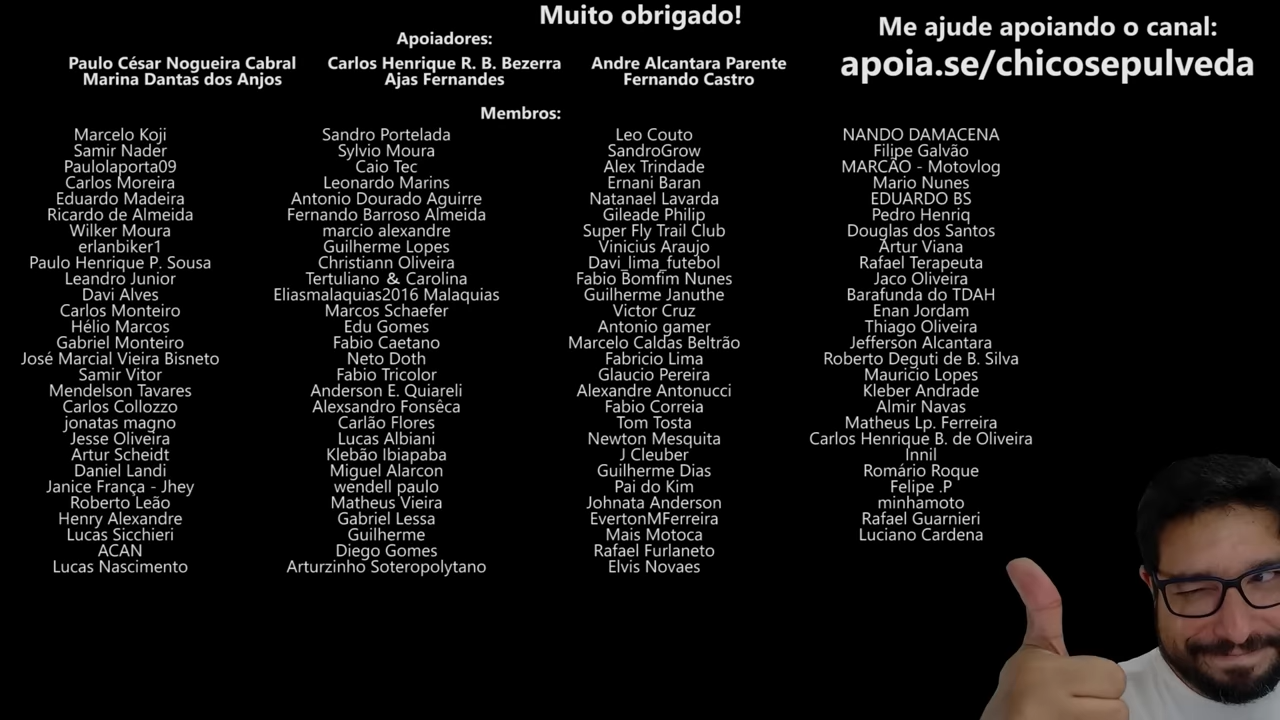 Muito obrigado!
Apoiadores:
Paulo César Nogueira Cabral
Marina Dantas dos Anjos
Carlos Henrique R. B. Bezerra
Ajas Fernandes
Andre Alcantara Parente
Fernando Castro
Me ajude apoiando o canal:
apoia.se/chicosepulveda
Membros:
Marcelo Koji
Samir Nader
Paulolaporta09
Carlos Moreira
Eduardo Madeira
Ricardo de Almeida
Wilker Moura
erlanbiker1
Paulo Henrique P. Sousa
Leandro Junior
Davi Alves
Carlos Monteiro
Hélio Marcos
Gabriel Monteiro
José Marcial Vieira Bisneto
Samir Vitor
Mendelson Tavares
Carlos Collozzo
jonatas magno
Jesse Oliveira
Artur Scheidt
Daniel Landi
Janice França - Jhey
Roberto Leão
Henry Alexandre
Lucas Sicchieri
ACAN
Lucas Nascimento
Sandro Portelada
Sylvio Moura
Caio Tec
Leonardo Marins
Antonio Dourado Aguirre
Fernando Barroso Almeida
marcio alexandre
Guilherme Lopes
Christiann Oliveira
Tertuliano & Carolina
Eliasmalaquias2016 Malaquias
Marcos Schaefer
Edu Gomes
Fabio Caetano
Neto Doth
Fabio Tricolor
Anderson E. Quiareli
Alexsandro Fonsêca
Carlão Flores
Lucas Albiani
Klebão Ibiapaba
Miguel Alarcon
wendell paulo
Matheus Vieira
Gabriel Lessa
Guilherme
Diego Gomes
Arturzinho Soteropolytano
Leo Couto
SandroGrow
Alex Trindade
Ernani Baran
Natanael Lavarda
Gileade Philip
Super Fly Trail Club
Vinicius Araujo
Davi_lima_futebol
Fabio Bomfim Nunes
Guilherme Januthe
Victor Cruz
Antonio gamer
Marcelo Caldas Beltrão
Fabricio Lima
Glaucio Pereira
Alexandre Antonucci
Fabio Correia
Tom Tosta
Newton Mesquita
J Cleuber
Guilherme Dias
Pai do Kim
Johnata Anderson
EvertonMFerreira
Mais Motoca
Rafael Furlaneto
Elvis Novaes
NANDO DAMACENA
Filipe Galvão
MARCÃO - Motovlog
Mario Nunes
EDUARDO BS
Pedro Henriq
Douglas dos Santos
Artur Viana
Rafael Terapeuta
Jaco Oliveira
Barafunda do TDAH
Enan Jordam
Thiago Oliveira
Jefferson Alcantara
Roberto Deguti de B. Silva
Mauricio Lopes
Kleber Andrade
Almir Navas
Matheus Lp. Ferreira
Carlos Henrique B. de Oliveira
Innil
Romário Roque
Felipe .P
minhamoto
Rafael Guarnieri
Luciano Cardena